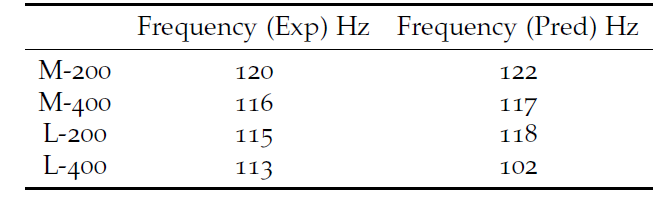 Frequency (Exp) Hz Frequency (Pred) Hz
M-200 120 122
M-400 116 117
L-200 115 118
L-400 113 102